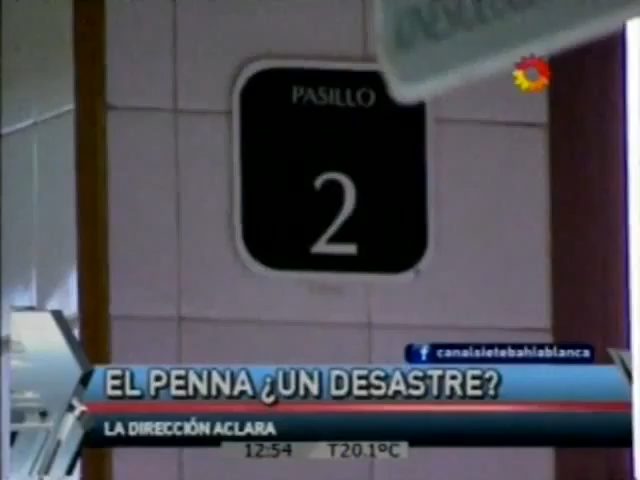 PASILLO
2
canalsietebahiablanca
EL PENNA ¿UN DESASTRE?
LA DIRECCIÓN ACLARA
12:54 T20.1°C